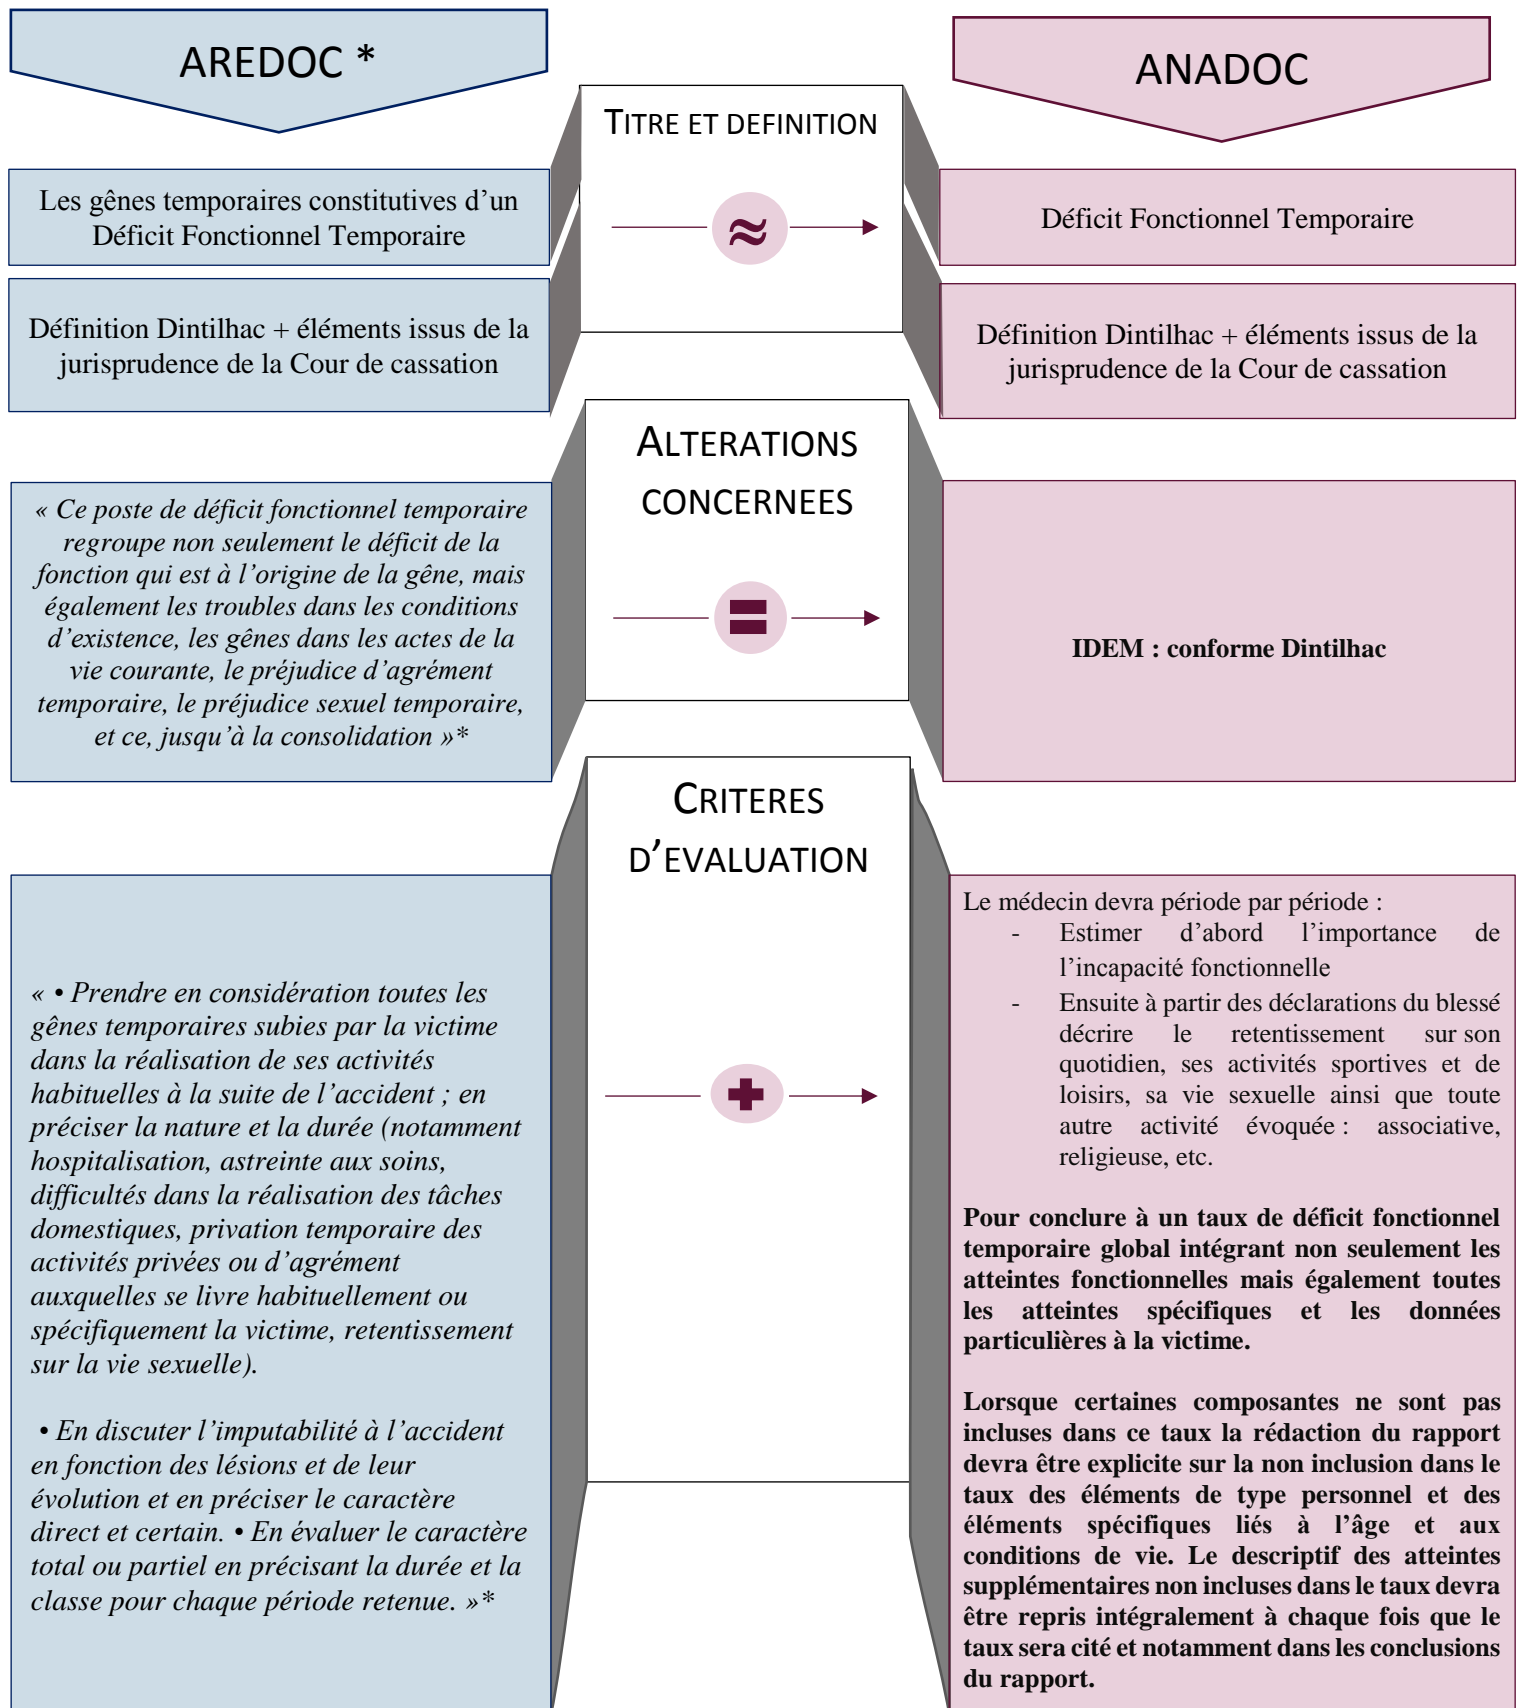 AREDOC *
ANADOC
TITRE ET DEFINITION
≈
Les gênes temporaires constitutives d’un
Déficit Fonctionnel Temporaire
Déficit Fonctionnel Temporaire
Définition Dintilhac + éléments issus de la
jurisprudence de la Cour de cassation
Définition Dintilhac + éléments issus de la
jurisprudence de la Cour de cassation
ALTERATIONS
CONCERNEES
=
« Ce poste de déficit fonctionnel temporaire
regroupe non seulement le déficit de la
fonction qui est à l’origine de la gêne, mais
également les troubles dans les conditions
d’existence, les gênes dans les actes de la
vie courante, le préjudice d’agrément
temporaire, le préjudice sexuel temporaire,
et ce, jusqu’à la consolidation »*
IDEM : conforme Dintilhac
CRITERES
D’EVALUATION
+
« • Prendre en considération toutes les
gênes temporaires subies par la victime
dans la réalisation de ses activités
habituelles à la suite de l’accident ; en
préciser la nature et la durée (notamment
hospitalisation, astreinte aux soins,
difficultés dans la réalisation des tâches
domestiques, privation temporaire des
activités privées ou d’agrément
auxquelles se livre habituellement ou
spécifiquement la victime, retentissement
sur la vie sexuelle).
• En discuter l’imputabilité à l’accident
en fonction des lésions et de leur
évolution et en préciser le caractère
direct et certain. • En évaluer le caractère
total ou partiel en précisant la durée et la
classe pour chaque période retenue. »*
Le médecin devra période par période :
- Estimer d’abord l’importance de
l’incapacité fonctionnelle
- Ensuite à partir des déclarations du blessé
décrire le retentissement sur son
quotidien, ses activités sportives et de
loisirs, sa vie sexuelle ainsi que toute
autre activité évoquée : associative,
religieuse, etc.
Pour conclure à un taux de déficit fonctionnel
temporaire global intégrant non seulement les
atteintes fonctionnelles mais également toutes
les atteintes spécifiques et les données
particulières à la victime.
Lorsque certaines composantes ne sont pas
incluses dans ce taux la rédaction du rapport
devra être explicite sur la non inclusion dans le
taux des éléments de type personnel et des
éléments spécifiques liés à l’âge et aux
conditions de vie. Le descriptif des atteintes
supplémentaires non incluses dans le taux devra
être repris intégralement à chaque fois que le
taux sera cité et notamment dans les conclusions
du rapport.